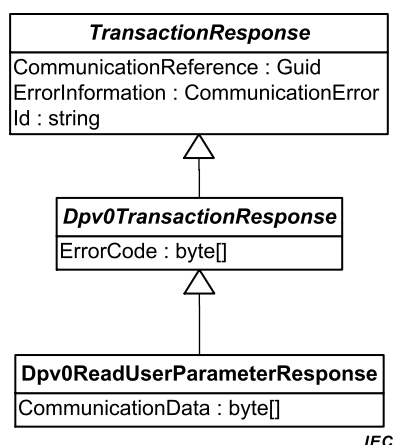 TransactionResponse
CommunicationReference : Guid
ErrorInformation : CommunicationError
Id : string
Dpv0TransactionResponse
ErrorCode : byte[]
Dpv0ReadUserParameterResponse
CommunicationData : byte[]
IEC